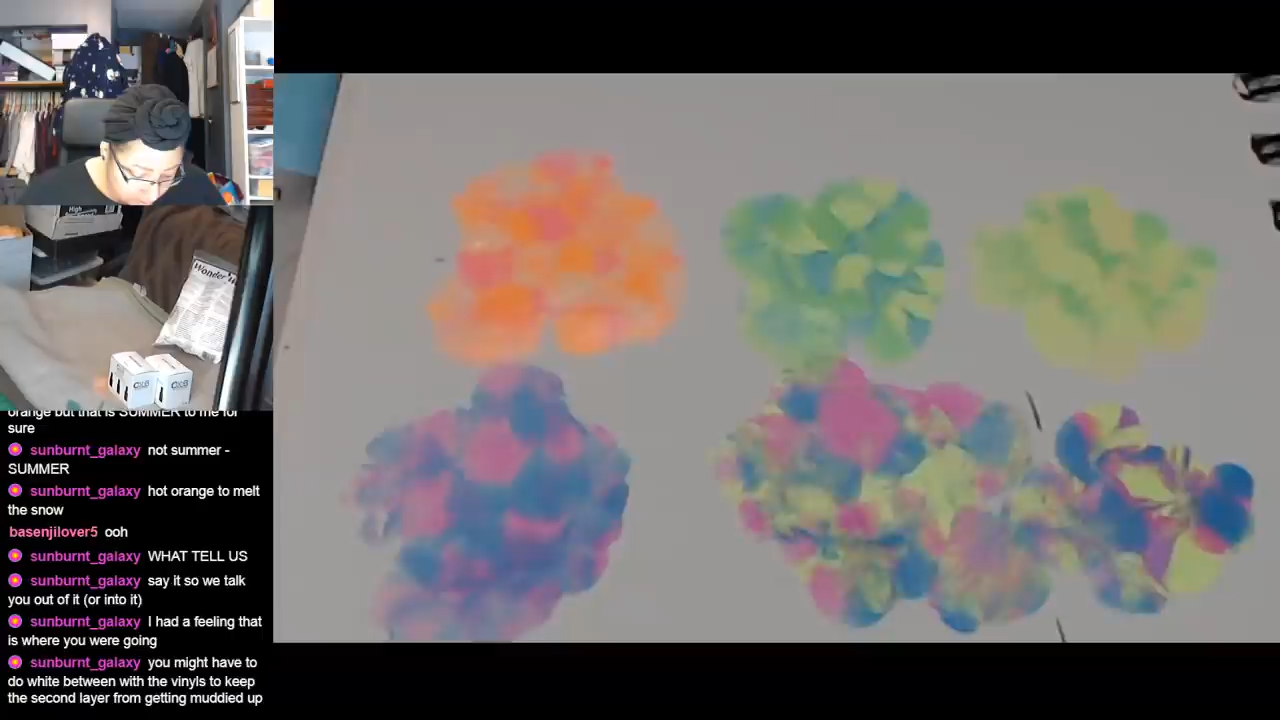 Wonder'n
orange but that is SUMMER to me for
sure
sunburnt_galaxy not summer -
SUMMER
sunburnt_galaxy hot orange to melt
the snow
basenjilover5 ooh
sunburnt_galaxy WHAT TELL US
sunburnt_galaxy say it so we talk
you out of it (or into it)
sunburnt_galaxy I had a feeling that
is where you were going
sunburnt_galaxy you might have to
do white between with the vinyls to keep
the second layer from getting muddied up